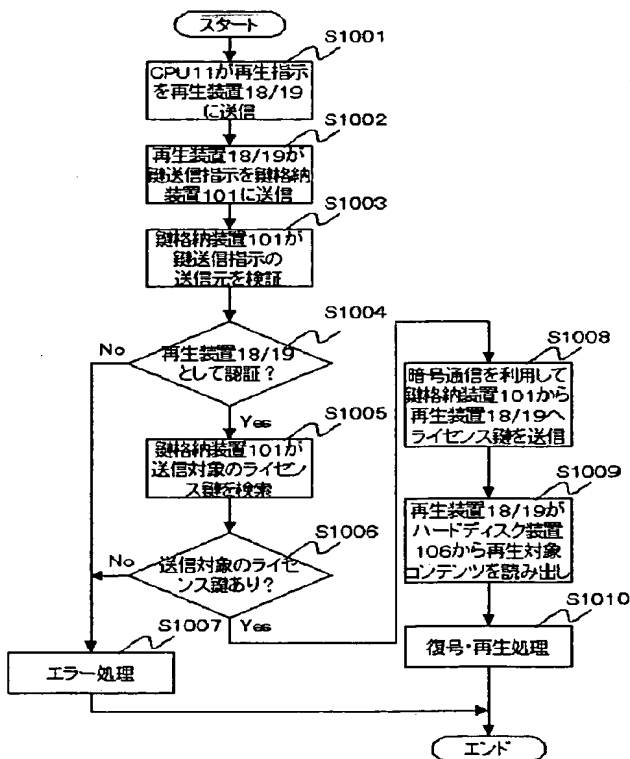 スタート
S1001
CPU11が再生指示
を再生装置18/19
に送信
S1002
再生装置18/19が
鍵送信指示を鍵格納
装置101に送信
S1003
鍵格納装置101が
鍵送信指示の
送信元を検証
S1004
再生装置18/19
として認証？
No
Yes
S1005
鍵格納装置101が
送信対象のライセン
ス鍵を検索
S1006
送信対象のライセ
ンス鍵あり？
No
Yes
S1007
エラー処理
S1008
暗号通信を利用して
鍵格納装置101から
再生装置18/19へ
ライセンス鍵を送信
S1009
再生装置18/19が
ハードディスク装置
106から再生対象
コンテンツを読み出し
S1010
復号・再生処理
エンド